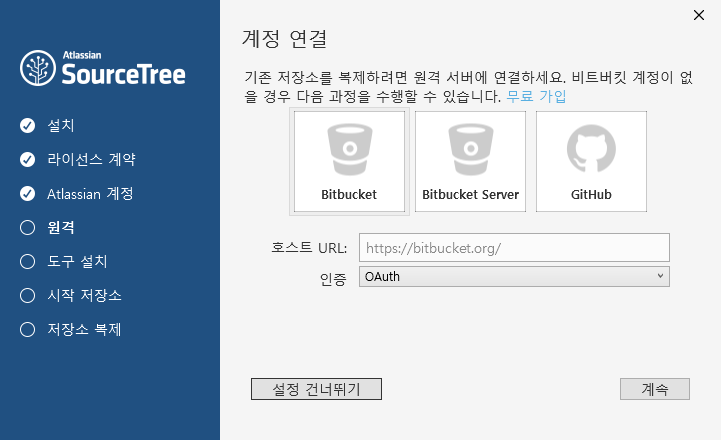 Atlassian
SourceTree
설치
라이선스 계약
Atlassian 계정
원격
도구 설치
시작 저장소
저장소 복제
계정 연결
기존 저장소를 복제하려면 원격 서버에 연결하세요. 비트버킷 계정이 없
을 경우 다음 과정을 수행할 수 있습니다. 무료 가입
Bitbucket
Bitbucket Server
GitHub
호스트 URL: https://bitbucket.org/
인증 OAuth
설정 건너뛰기
계속